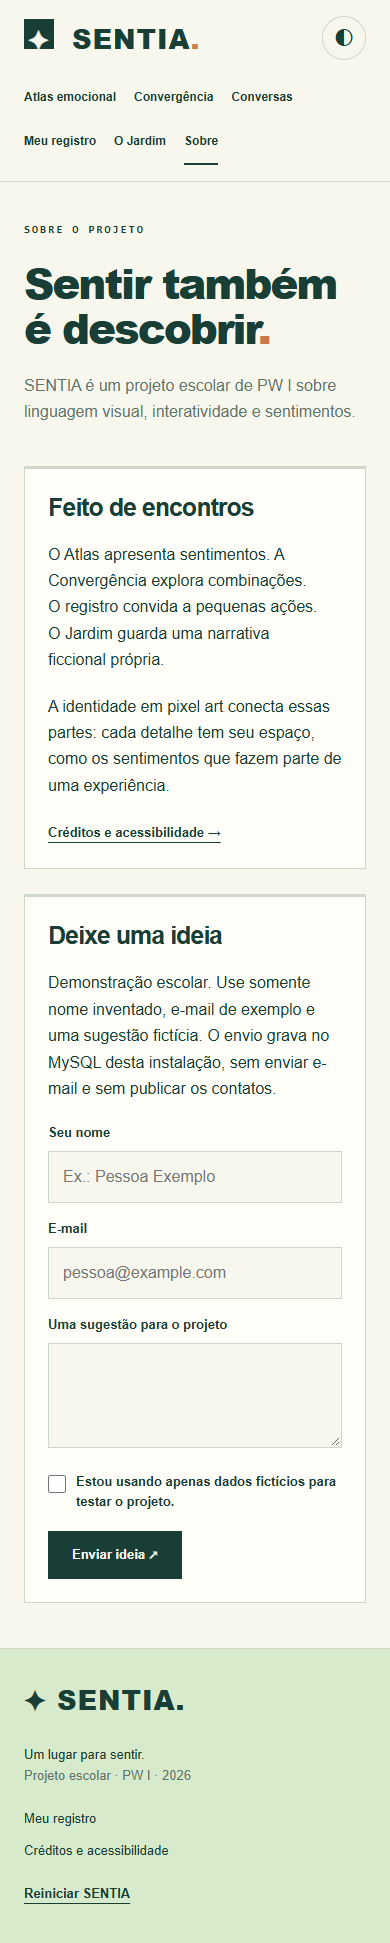 SENTIA.
Atlas emocional Convergência Conversas
Meu registro O Jardim Sobre
SOBRE O PROJETO
Sentir também
é descobrir.
SENTIA é um projeto escolar de PW I sobre
linguagem visual, interatividade e sentimentos.
Feito de encontros
O Atlas apresenta sentimentos. A
Convergência explora combinações.
O registro convida a pequenas ações.
O Jardim guarda uma narrativa
ficcional própria.
A identidade em pixel art conecta essas
partes: cada detalhe tem seu espaço,
como os sentimentos que fazem parte de
uma experiência.
Créditos e acessibilidade →
Deixe uma ideia
Demonstração escolar. Use somente
nome inventado, e-mail de exemplo e
uma sugestão fictícia. O envio grava no
MySQL desta instalação, sem enviar e-
mail e sem publicar os contatos.
Seu nome
Ex.: Pessoa Exemplo
E-mail
pessoa@example.com
Uma sugestão para o projeto
Estou usando apenas dados fictícios para
testar o projeto.
Enviar ideia ↗
✦ SENTIA.
Um lugar para sentir.
Projeto escolar · PW I · 2026
Meu registro
Créditos e acessibilidade
Reiniciar SENTIA